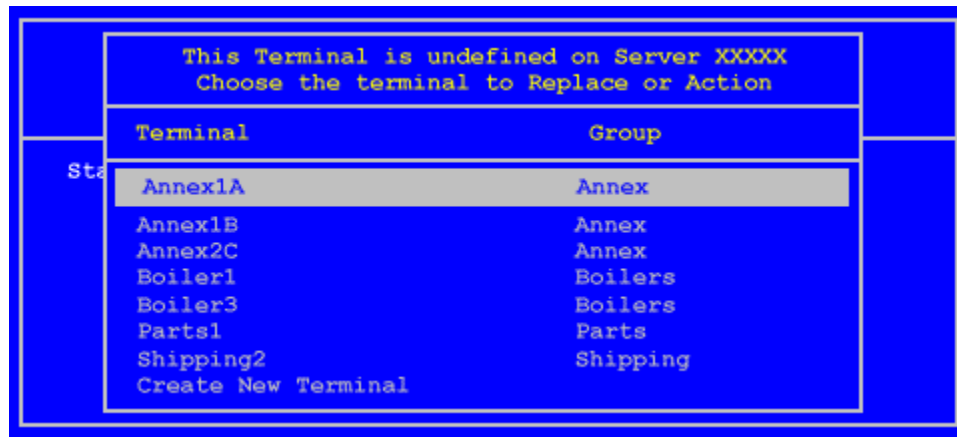 This Terminal is undefined on Server XXXXX
Choose the terminal to Replace or Action
Terminal Group
Sta
Annex1A Annex
Annex1B Annex
Annex2C Annex
Boiler1 Boilers
Boiler3 Boilers
Parts1 Parts
Shipping2 Shipping
Create New Terminal